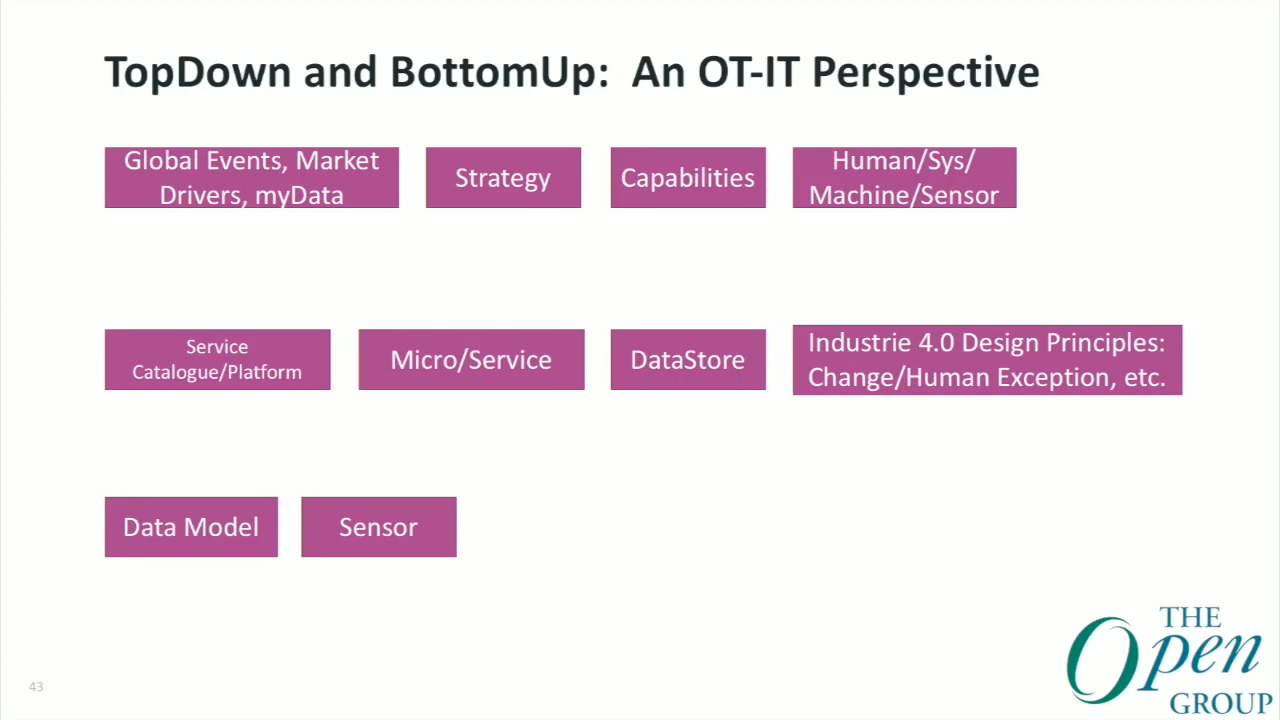 TopDown and BottomUp:  An OT-IT Perspective
Global Events, Market
Drivers, myData
Strategy
Capabilities
Human/Sys/
Machine/Sensor
Service
Catalogue/Platform
Micro/Service
DataStore
Industrie 4.0 Design Principles:
Change/Human Exception, etc.
Data Model
Sensor
43
THE
Open
GROUP